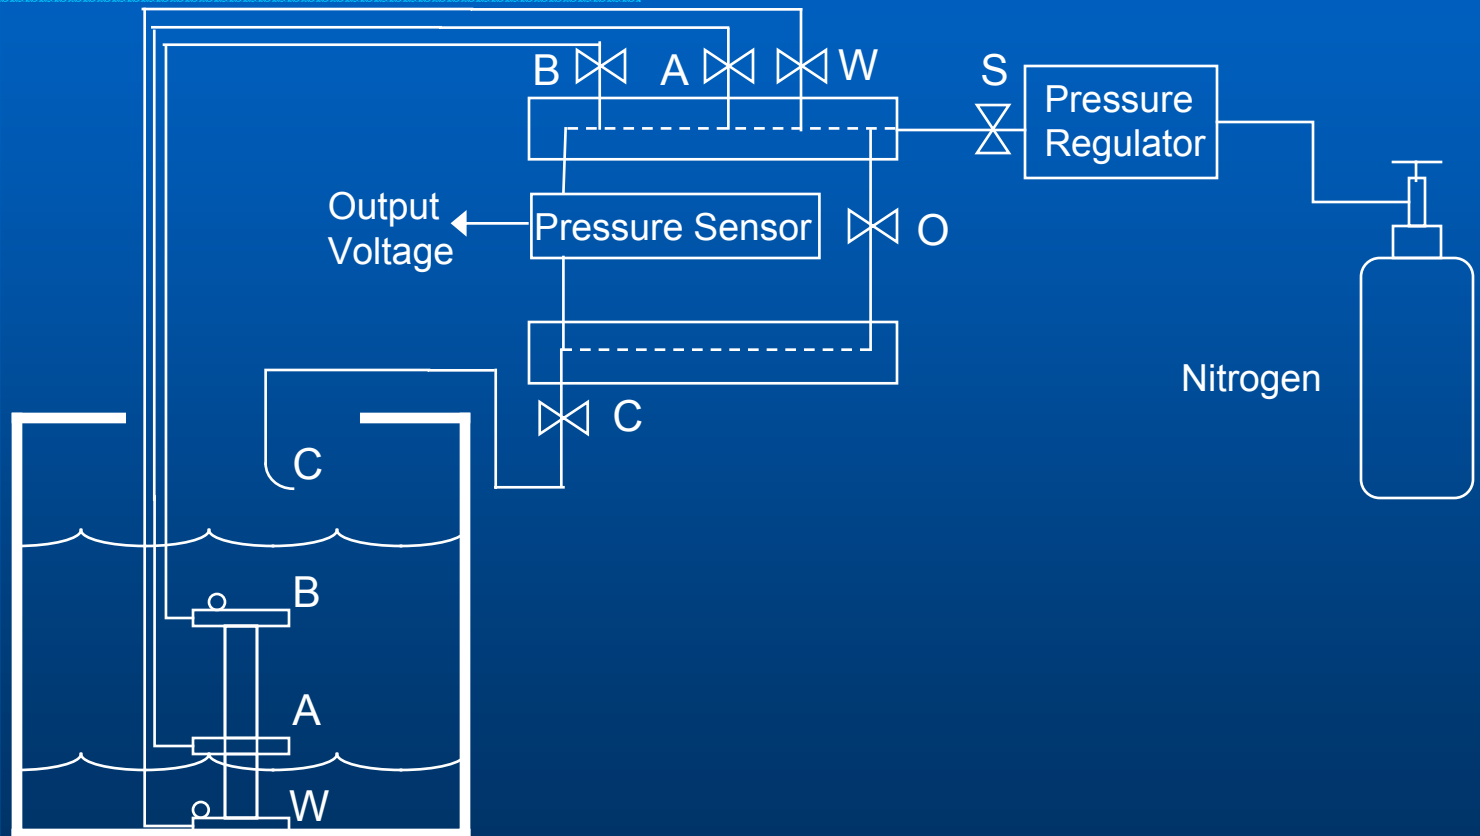 B
A
W
S
Pressure
Regulator
Output
Voltage
Pressure Sensor
O
Nitrogen
C
C
B
A
W